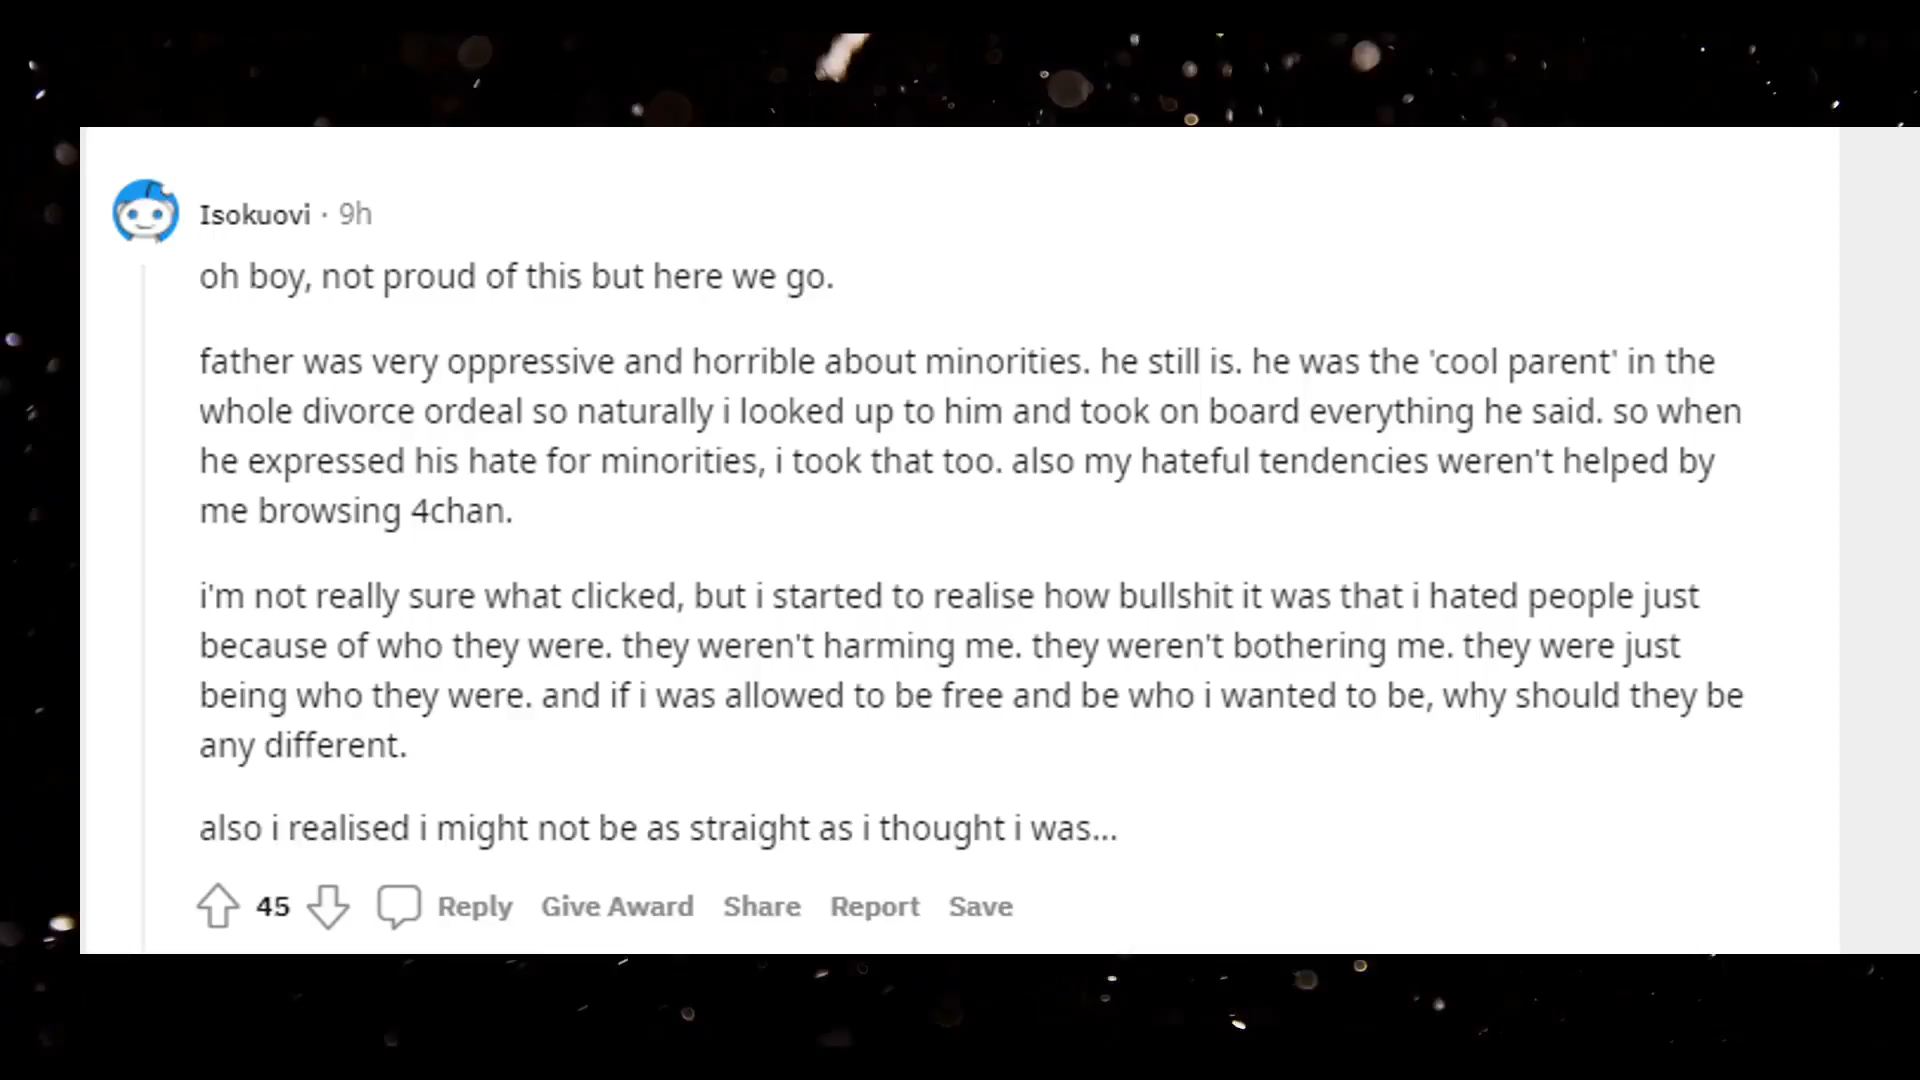 Isokuovi · 9h
oh boy, not proud of this but here we go.
father was very oppressive and horrible about minorities. he still is. he was the 'cool parent' in the
whole divorce ordeal so naturally i looked up to him and took on board everything he said. so when
he expressed his hate for minorities, i took that too. also my hateful tendencies weren't helped by
me browsing 4chan.
i'm not really sure what clicked, but i started to realise how bullshit it was that i hated people just
because of who they were. they weren't harming me. they weren't bothering me. they were just
being who they were. and if i was allowed to be free and be who i wanted to be, why should they be
any different.
also i realised i might not be as straight as i thought i was...
45 Reply Give Award Share Report Save